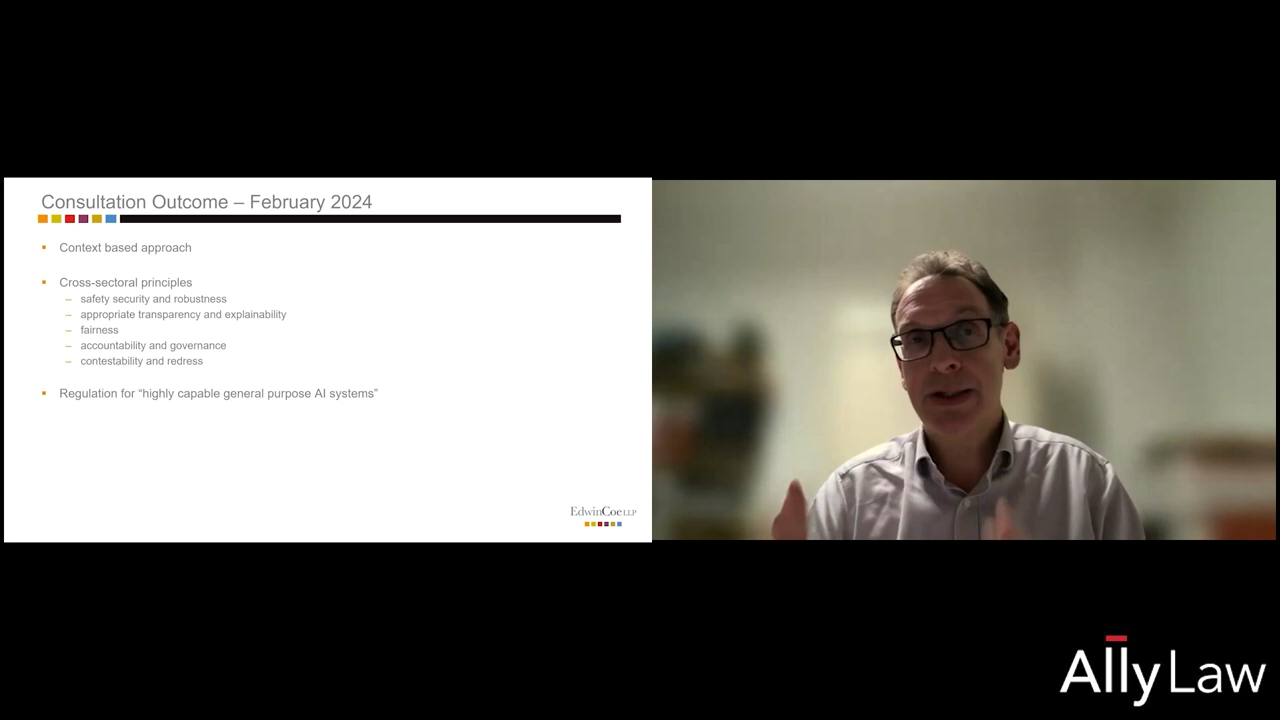 Consultation Outcome – February 2024
Context based approach
Cross-sectoral principles
– safety security and robustness
– appropriate transparency and explainability
– fairness
– accountability and governance
– contestability and redress
Regulation for “highly capable general purpose AI systems”
EdwinCoe LLP
Ally Law